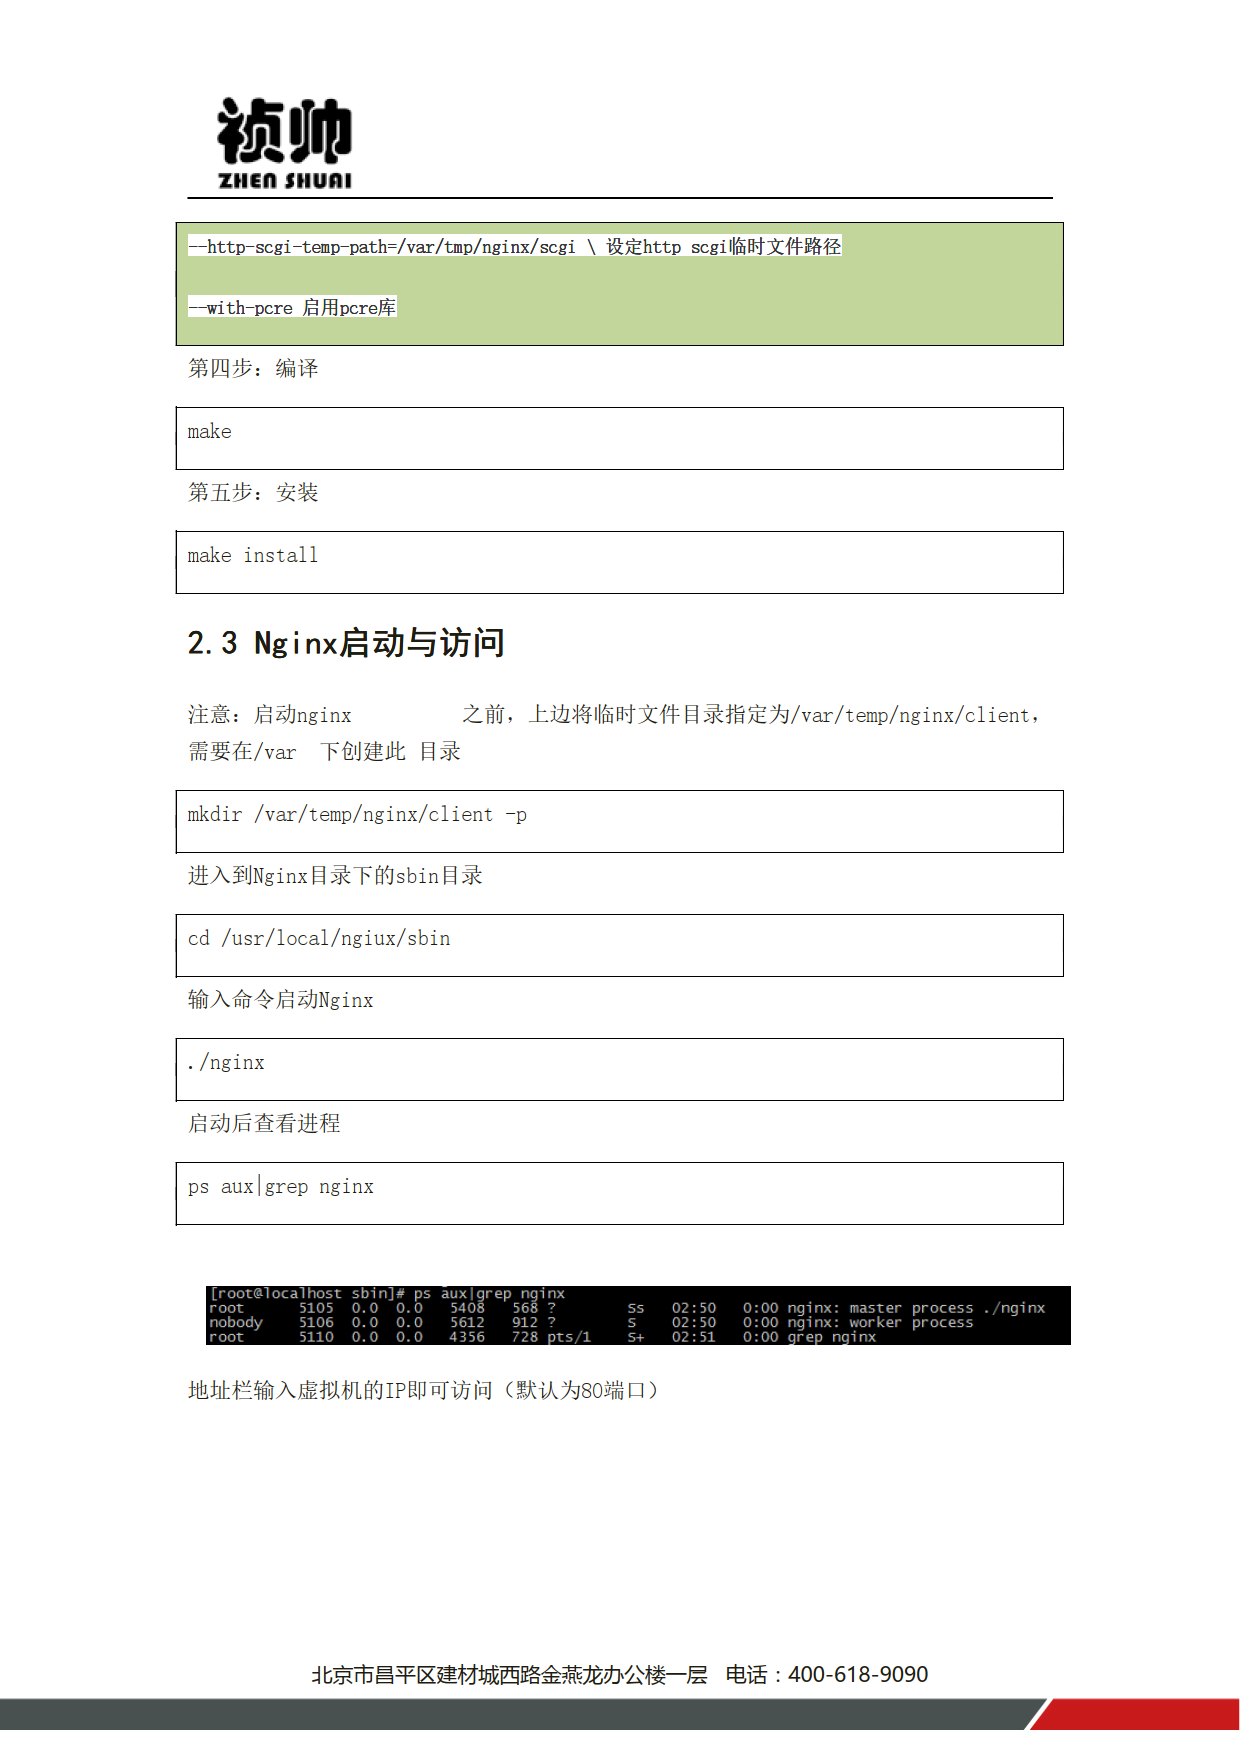 祯帅
ZHEN SHUAI
--http-scgi-temp-path=/var/tmp/nginx/scgi \ 设定http scgi临时文件路径
--with-pcre 启用pcre库
第四步：编译
make
第五步：安装
make install
2.3 Nginx启动与访问
注意：启动nginx 之前，上边将临时文件目录指定为/var/temp/nginx/client，
需要在/var 下创建此 目录
mkdir /var/temp/nginx/client -p
进入到Nginx目录下的sbin目录
cd /usr/local/ngiux/sbin
输入命令启动Nginx
./nginx
启动后查看进程
ps aux|grep nginx
[root@localhost sbin]# ps aux|grep nginx
root 5105 0.0 0.0 5408 568 ? Ss 02:50 0:00 nginx: master process ./nginx
nobody 5106 0.0 0.0 5612 912 ? S 02:50 0:00 nginx: worker process
root 5110 0.0 0.0 4356 728 pts/1 S+ 02:51 0:00 grep nginx
地址栏输入虚拟机的IP即可访问（默认为80端口）
北京市昌平区建材城西路金燕龙办公楼一层 电话：400-618-9090